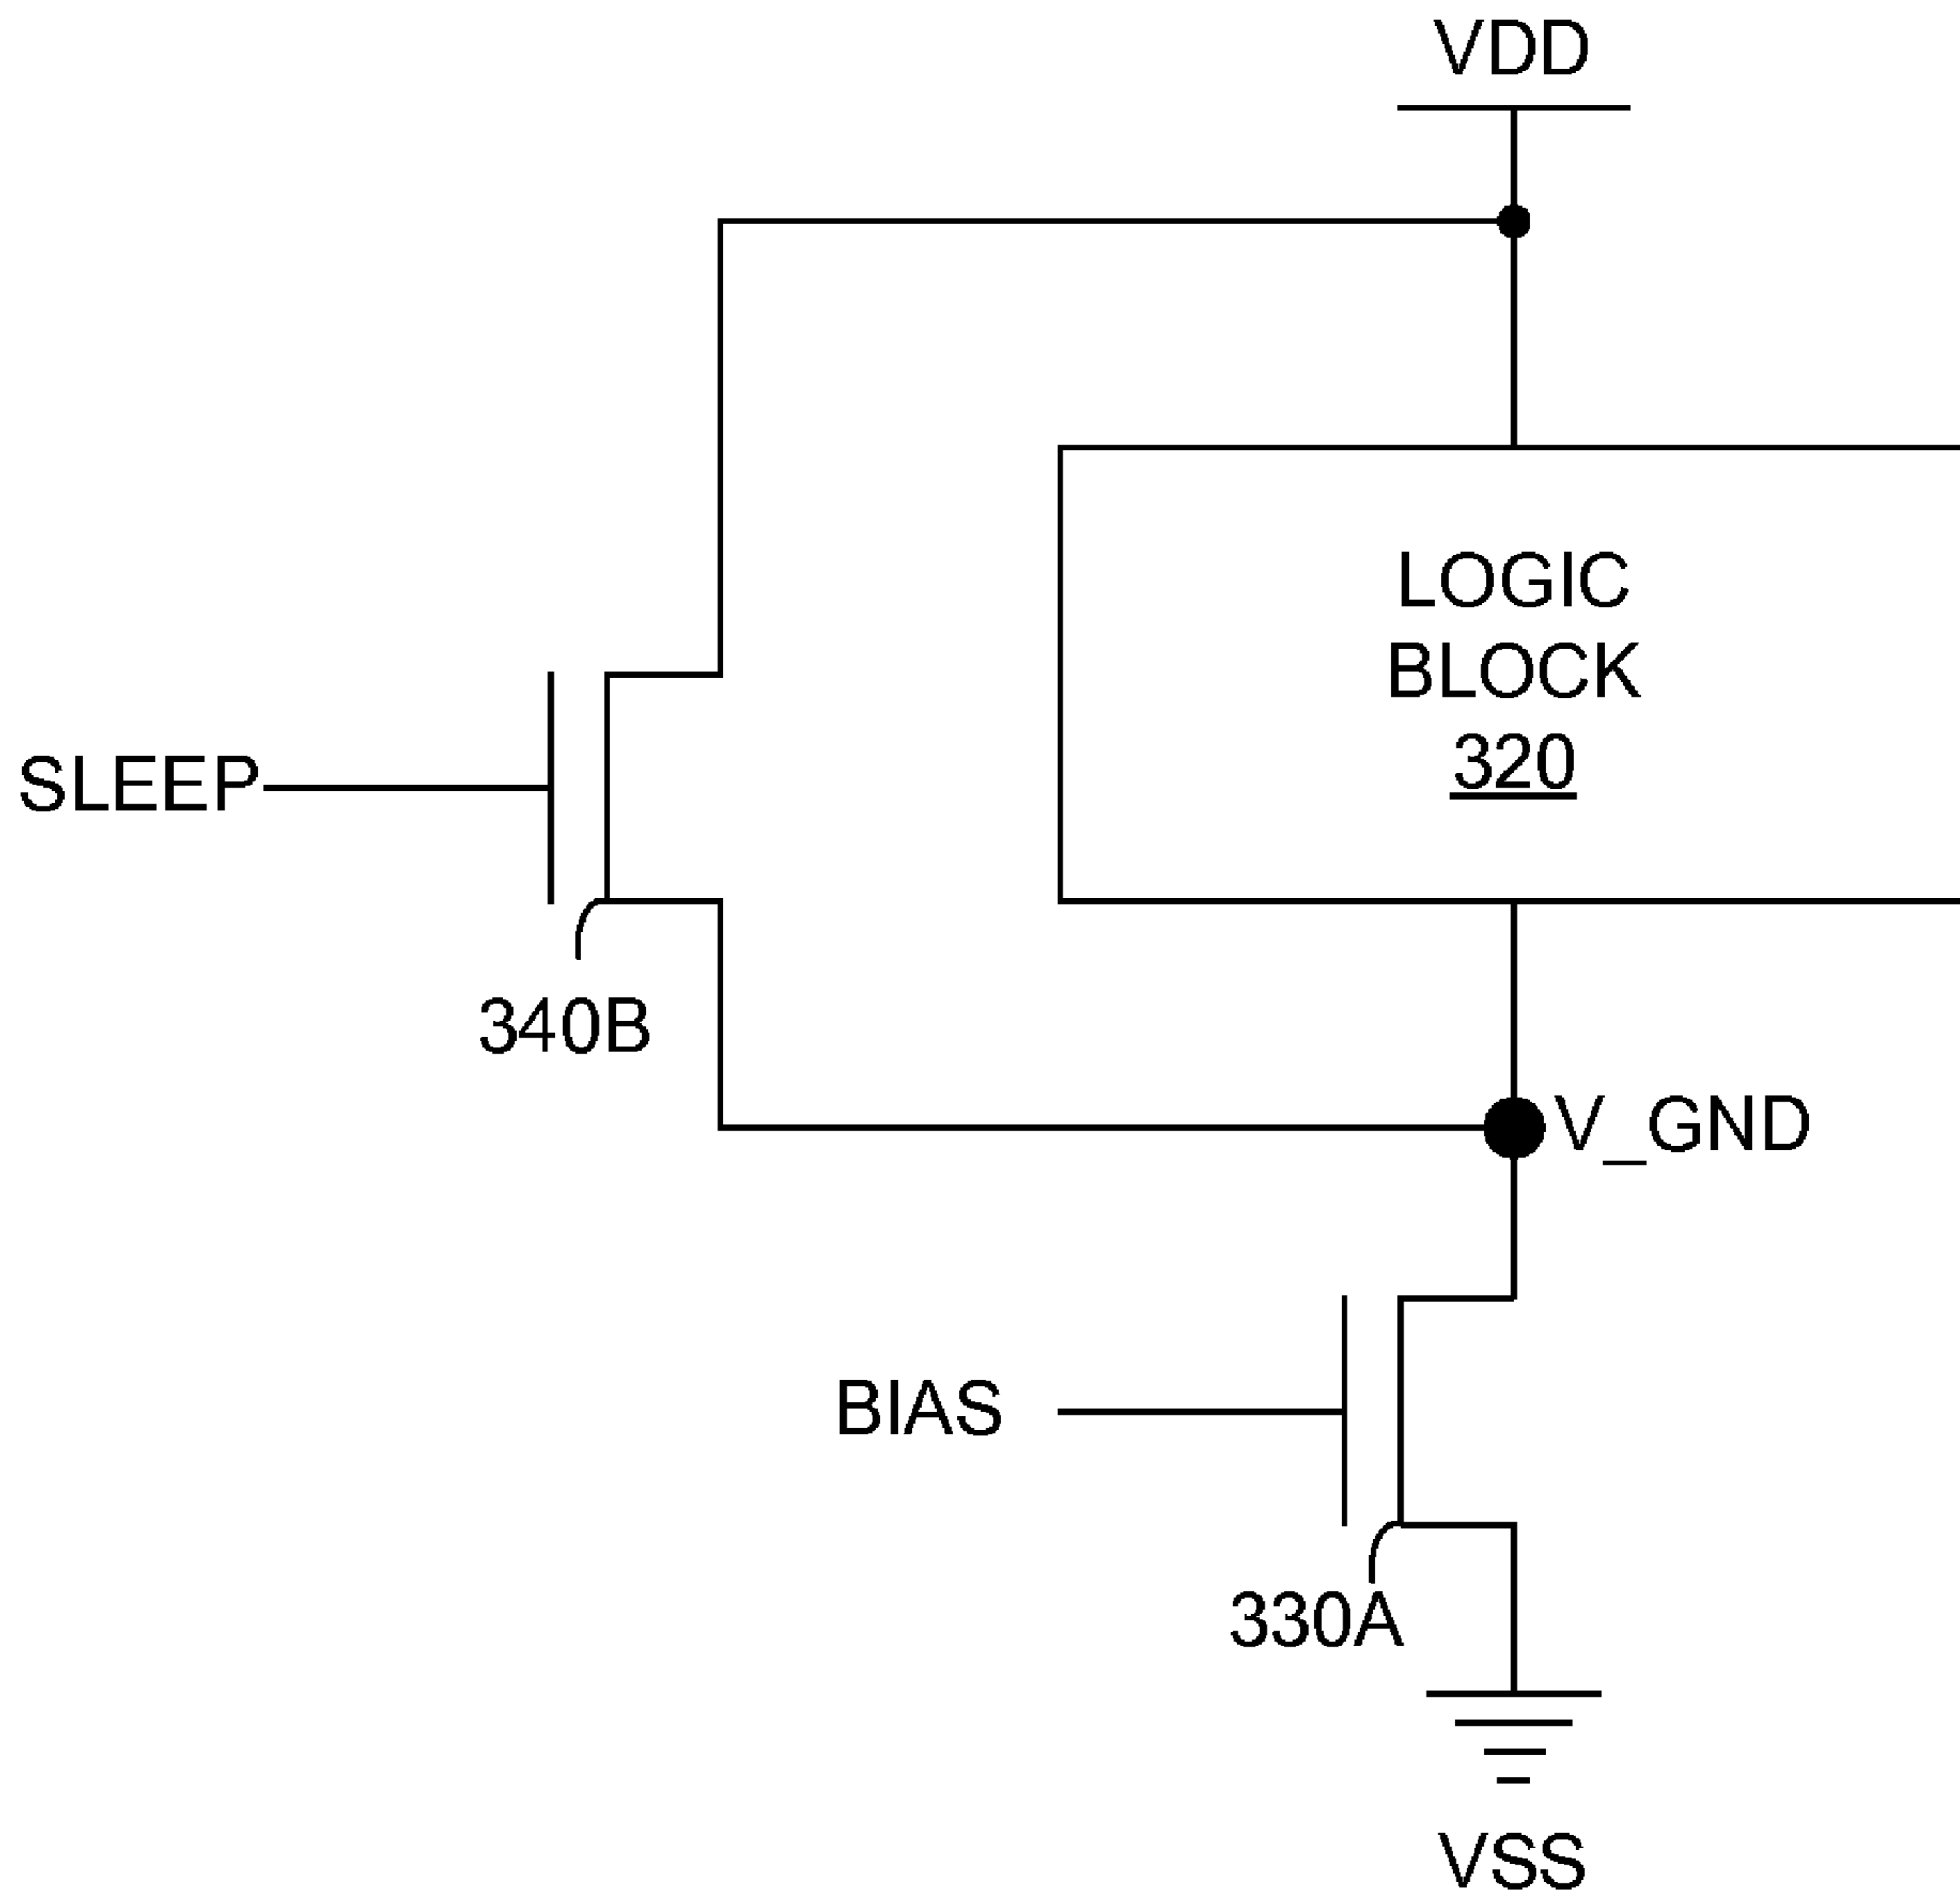 VDD
LOGIC
BLOCK
320
SLEEP
340B
V_GND
BIAS
330A
VSS